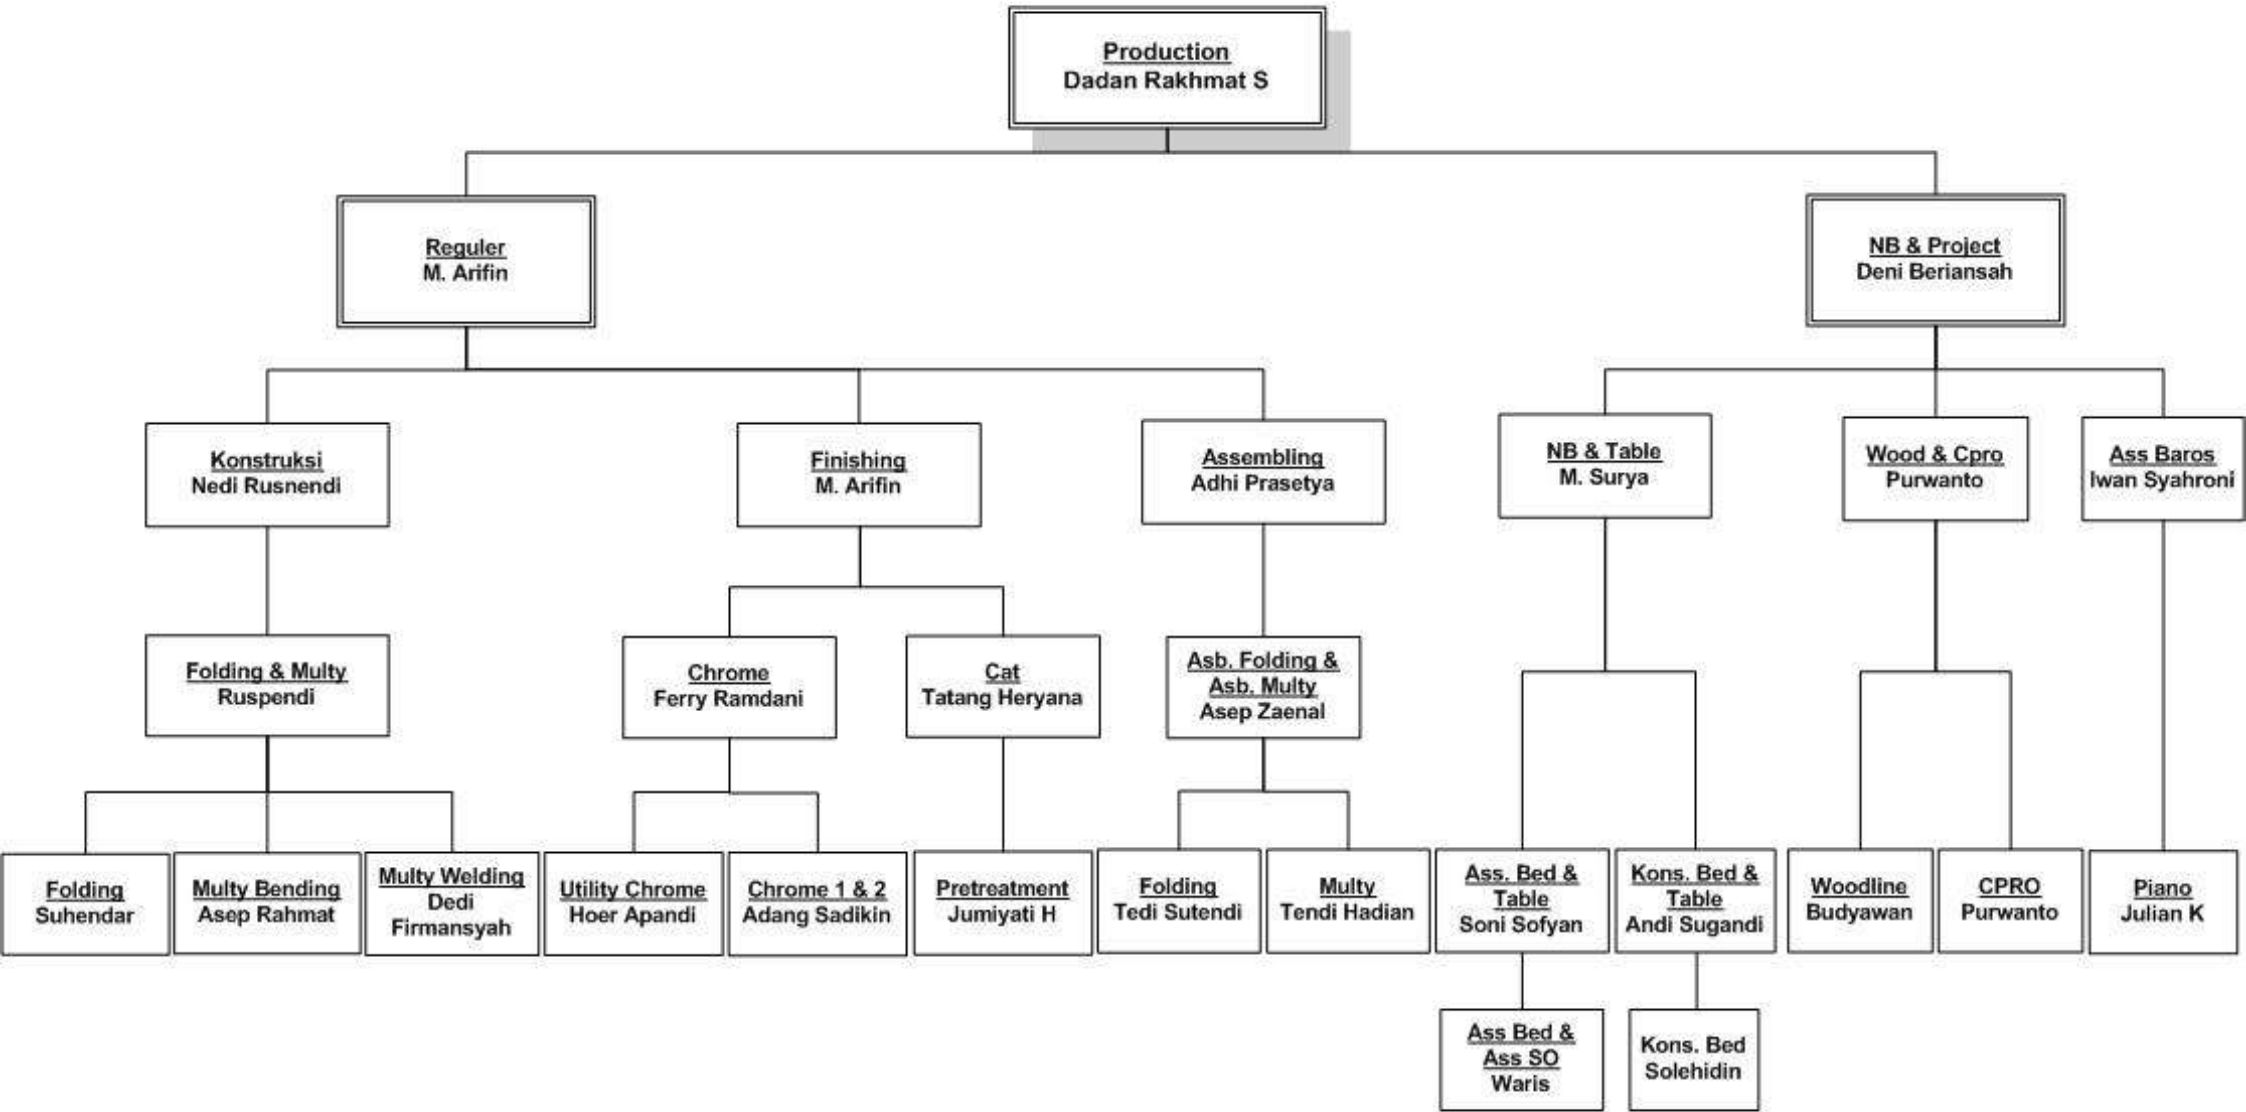 Production
Dadan Rakhmat S
Reguler
M. Arifin
NB & Project
Deni Beriansah
Konstruksi
Nedi Rusnendi
Finishing
M. Arifin
Assembling
Adhi Prasetya
NB & Table
M. Surya
Wood & Cpro
Purwanto
Ass Baros
Iwan Syahroni
Folding & Multy
Ruspendi
Chrome
Ferry Ramdani
Cat
Tatang Heryana
Asb. Folding &
Asb. Multy
Asep Zaenal
Folding
Suhendar
Multy Bending
Asep Rahmat
Multy Welding
Dedi
Firmansyah
Utility Chrome
Hoer Apandi
Chrome 1 & 2
Adang Sadikin
Pretreatment
Jumiyati H
Folding
Tedi Sutendi
Multy
Tendi Hadian
Ass. Bed &
Table
Soni Sofyan
Kons. Bed &
Table
Andi Sugandi
Woodline
Budyawan
CPRO
Purwanto
Piano
Julian K
Ass Bed &
Ass SO
Waris
Kons. Bed
Solehidin